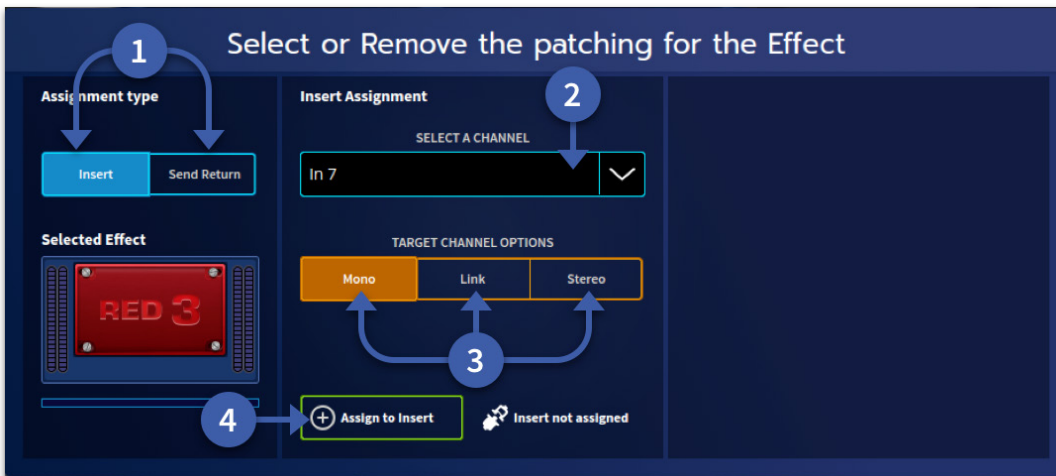 Select or Remove the patching for the Effect
1
2
Assignment type
Insert Assignment
SELECT A CHANNEL
Insert
Send Return
In 7
Selected Effect
TARGET CHANNEL OPTIONS
Mono
Link
Stereo
RED 3
3
4
Assign to Insert
Insert not assigned